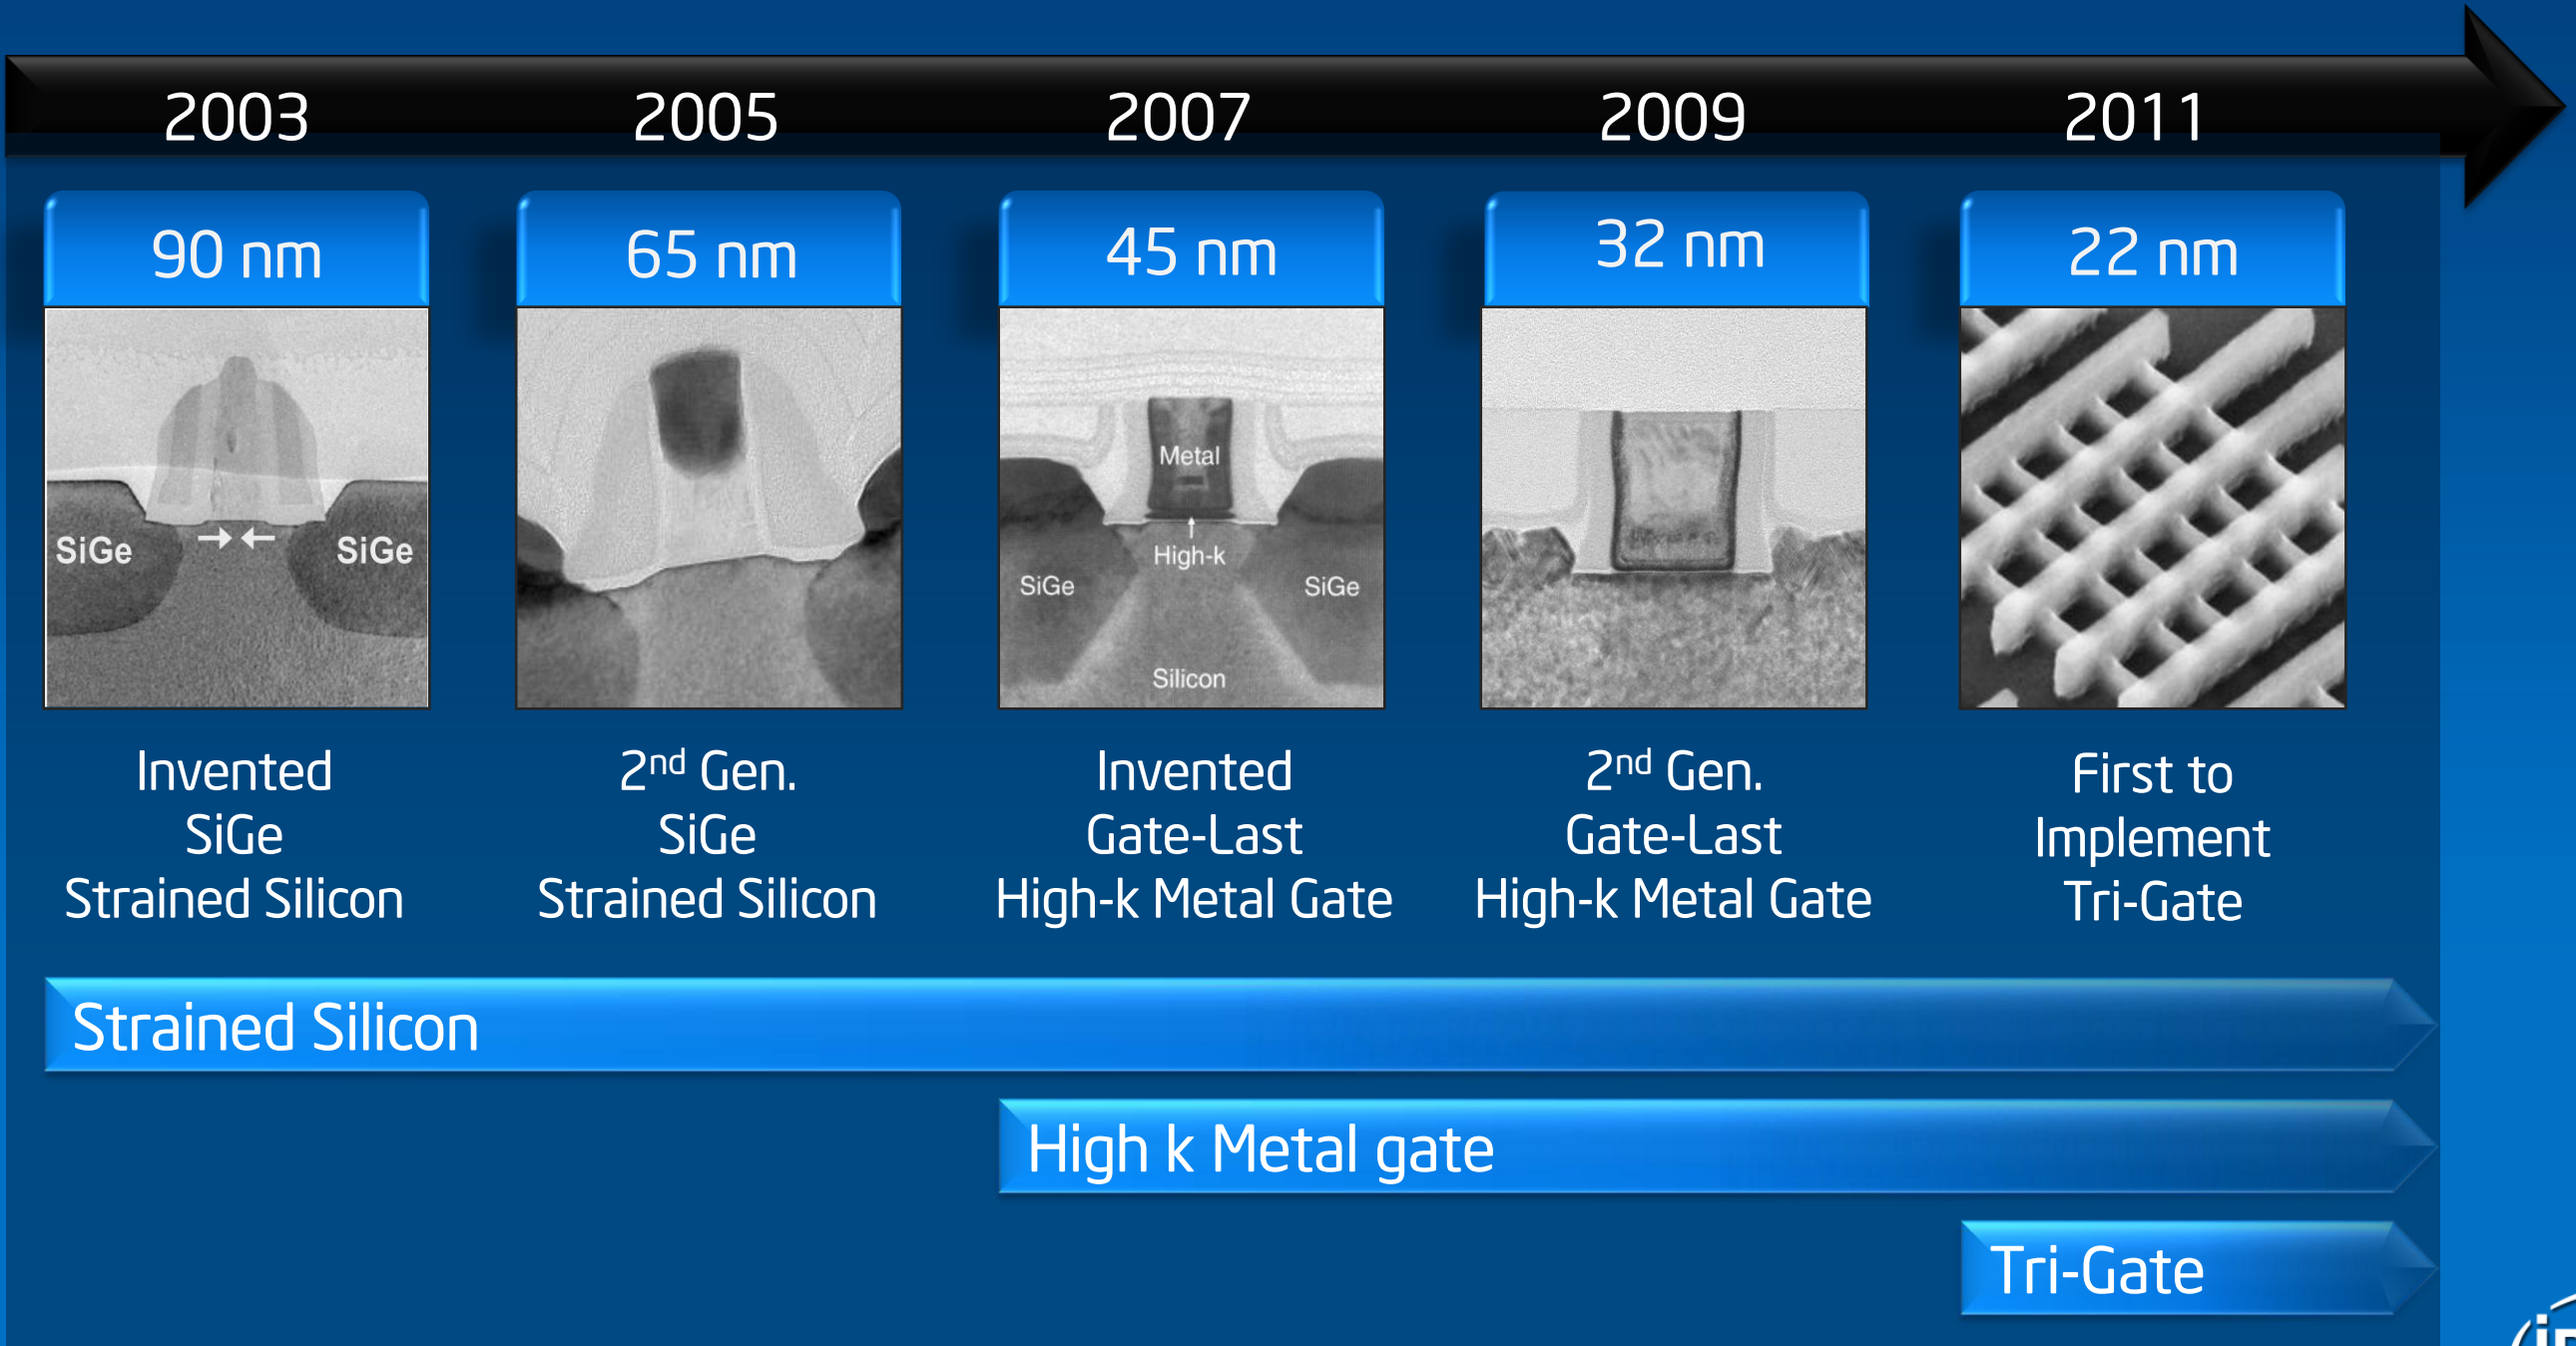 2003 2005 2007 2009 2011
90 nm 65 nm 45 nm 32 nm 22 nm
SiGe SiGe
Metal
High-k
SiGe SiGe
Silicon
Invented
SiGe
Strained Silicon
2nd Gen.
SiGe
Strained Silicon
Invented
Gate-Last
High-k Metal Gate
2nd Gen.
Gate-Last
High-k Metal Gate
First to
Implement
Tri-Gate
Strained Silicon
High k Metal gate
Tri-Gate